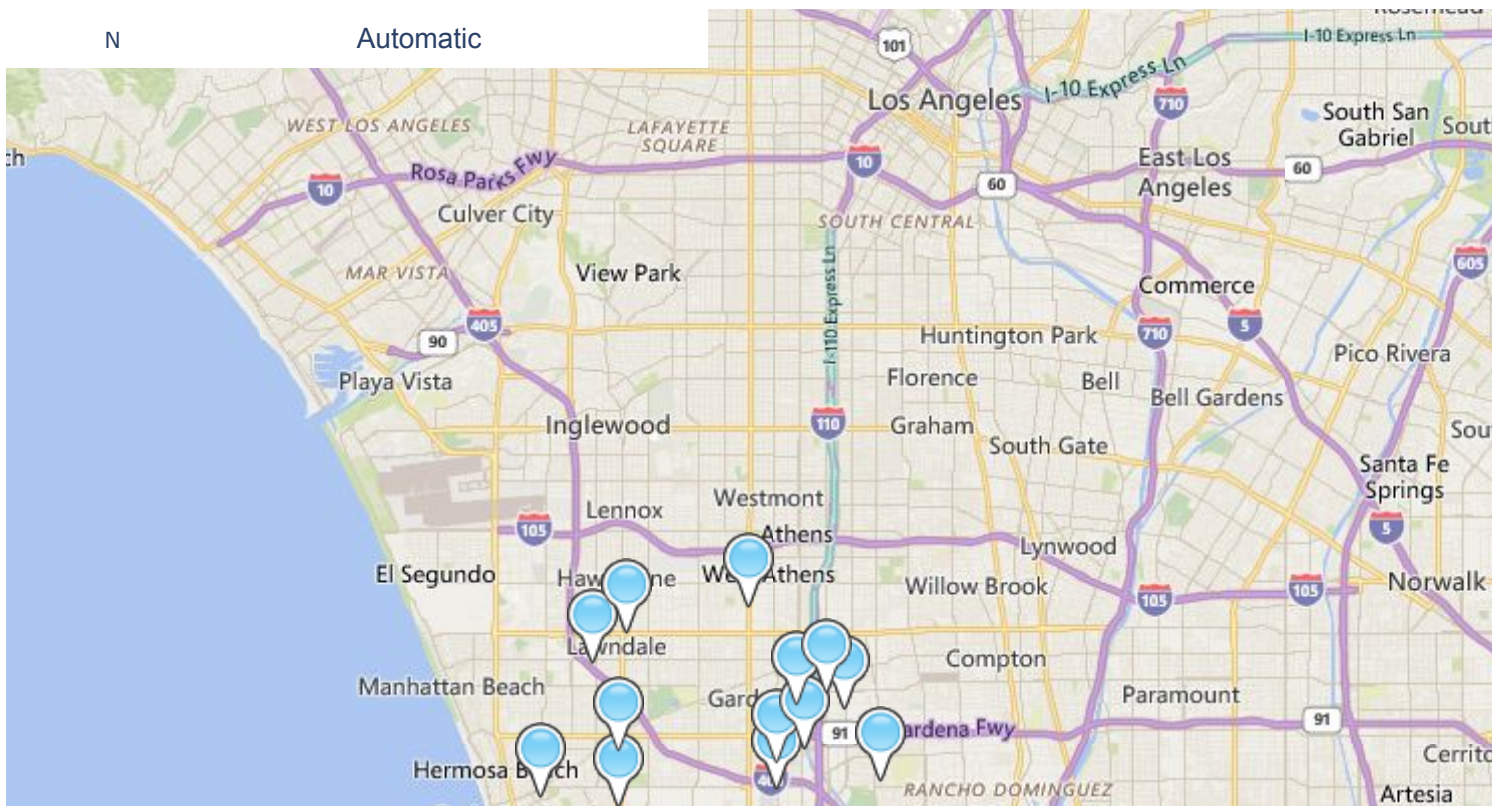 N
Automatic
Rosemead
I-10 Express Ln
101
I-10 Express Ln
Los Angeles
710
South San
Gabriel
WEST LOS ANGELES
LAFAYETTE
SQUARE
ch
Rosa Parks Fwy
10
10
60
East Los
Angeles
60
Culver City
SOUTH CENTRAL
MAR VISTA
View Park
I-110 Express Ln
605
Commerce
405
90
Huntington Park
710
5
Pico Rivera
Playa Vista
Florence
Bell
Bell Gardens
Inglewood
110
Graham
South Gate
Santa Fe
Springs
Westmont
Lennox
105
Athens
5
Lynwood
El Segundo
Willow Brook
105
105
Norwalk
Compton
Manhattan Beach
Paramount
91
91
Hermosa
RANCHO DOMINGUEZ
Artesia